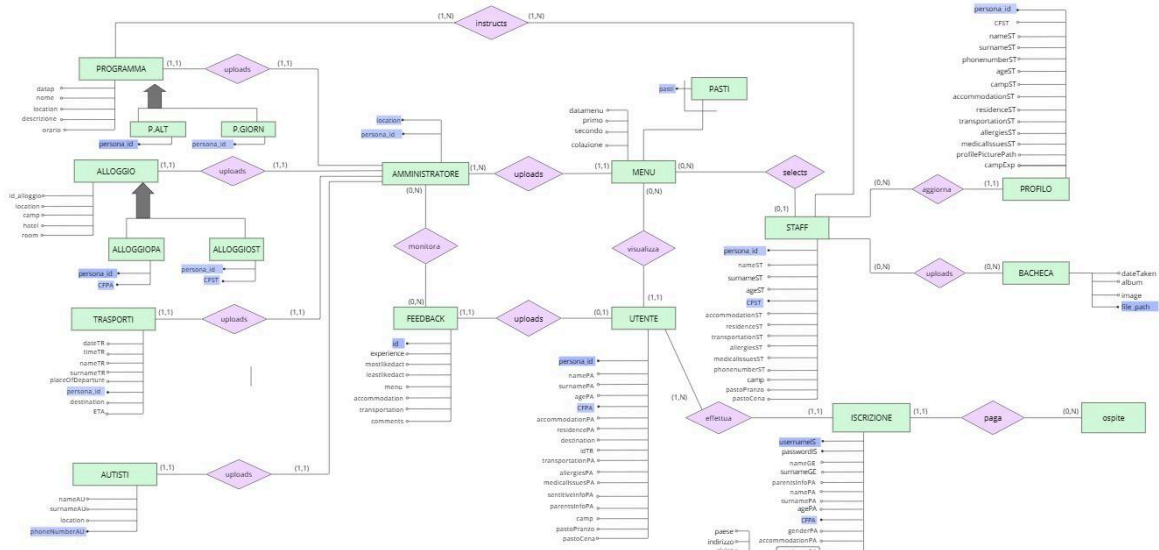 (1,N)
instructs
(1,N)
PROGRAMMA
(1,1)
uploads
(1,1)
datap
nome
location
descrizione
orario
P.ALT
P.GIORN
persona_id
persona_id
ALLOGGIO
(1,1)
uploads
(1,1)
id_alloggio
location
camp
hotel
room
ALLOGGIOPA
ALLOGGIOST
persona_id
CFPA
persona_id
CFST
TRASPORTI
(1,1)
uploads
(1,1)
dateTR
timeTR
nameTR
surnameTR
placeOfDeparture
persona_id
destination
ETA
AUTISTI
(1,1)
uploads
(1,1)
nameAU
surnameAU
location
phoneNumberAU
location
persona_id
AMMINISTRATORE
(1,N)
uploads
(1,1)
(0,N)
monitora
(0,N)
FEEDBACK
(1,1)
uploads
(0,1)
id
experience
mostlikedact
leastlikedact
menu
accommodation
transportation
comments
pasti
PASTI
datamenu
primo
secondo
colazione
MENU
(0,N)
selects
(0,1)
(0,N)
visualizza
(1,1)
UTENTE
persona_id
namePA
surnamePA
agePA
CFPA
accommodationPA
residencePA
destination
idTR
transportationPA
allergiesPA
medicalIssuesPA
sentitiveInfoPA
parentsInfoPA
camp
pastoPranzo
pastoCena
(1,N)
effettua
(1,1)
STAFF
persona_id
nameST
surnameST
ageST
CFST
accommodationST
residenceST
transportationST
allergiesST
medicalIssuesST
phonenumberST
camp
pastoPranzo
pastoCena
(0,N)
aggiorna
(1,1)
PROFILO
persona_id
CFST
nameST
surnameST
phonenumberST
ageST
campST
accommodationST
residenceST
transportationST
allergiesST
medicalIssuesST
profilePicturePath
campExp
(0,N)
uploads
(0,N)
BACHECA
dateTaken
album
image
file_path
ISCRIZIONE
(1,1)
paga
(0,N)
ospite
usernameIS
passwordIS
nameGE
surnameGE
parentsInfoPA
namePA
surnamePA
agePA
CFPA
genderPA
accommodationPA
paese
indirizzo